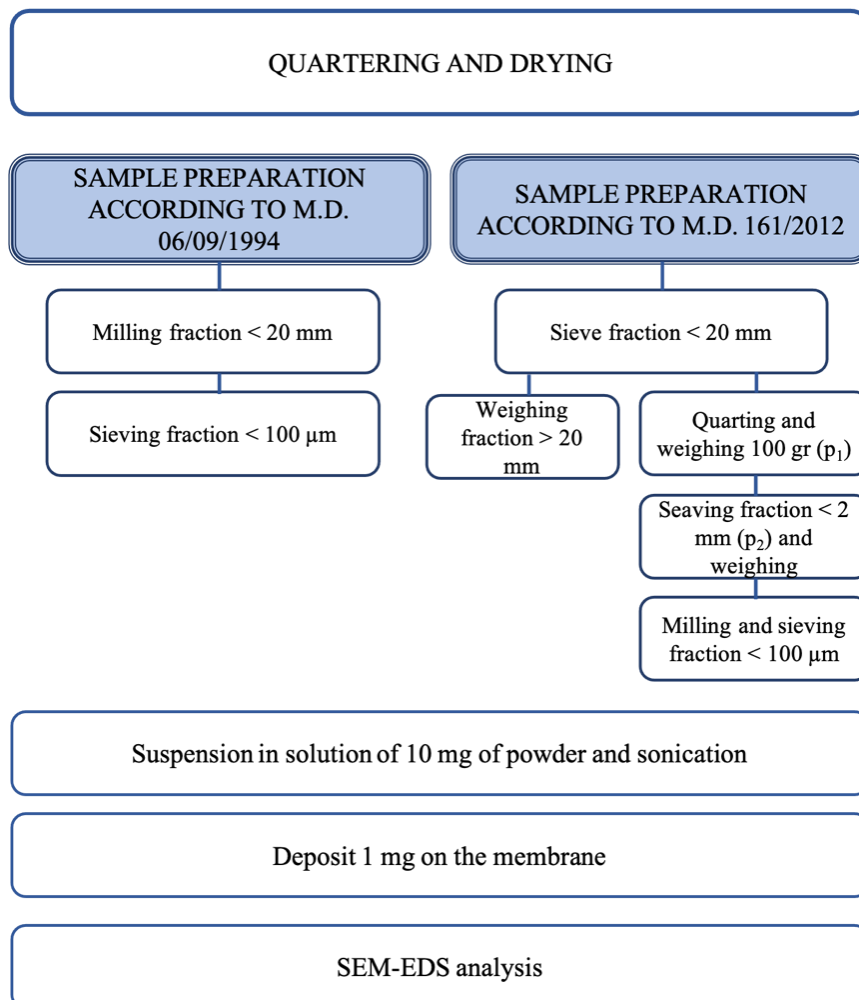 QUARTERING AND DRYING
SAMPLE PREPARATION
ACCORDING TO M.D.
06/09/1994
Milling fraction < 20 mm
Sieving fraction < 100 µm
SAMPLE PREPARATION
ACCORDING TO M.D. 161/2012
Sieve fraction < 20 mm
Weighing
fraction > 20
mm
Quarting and
weighing 100 gr (p₁)
Seaving fraction < 2
mm (p₂) and
weighing
Milling and sieving
fraction < 100 µm
Suspension in solution of 10 mg of powder and sonication
Deposit 1 mg on the membrane
SEM-EDS analysis